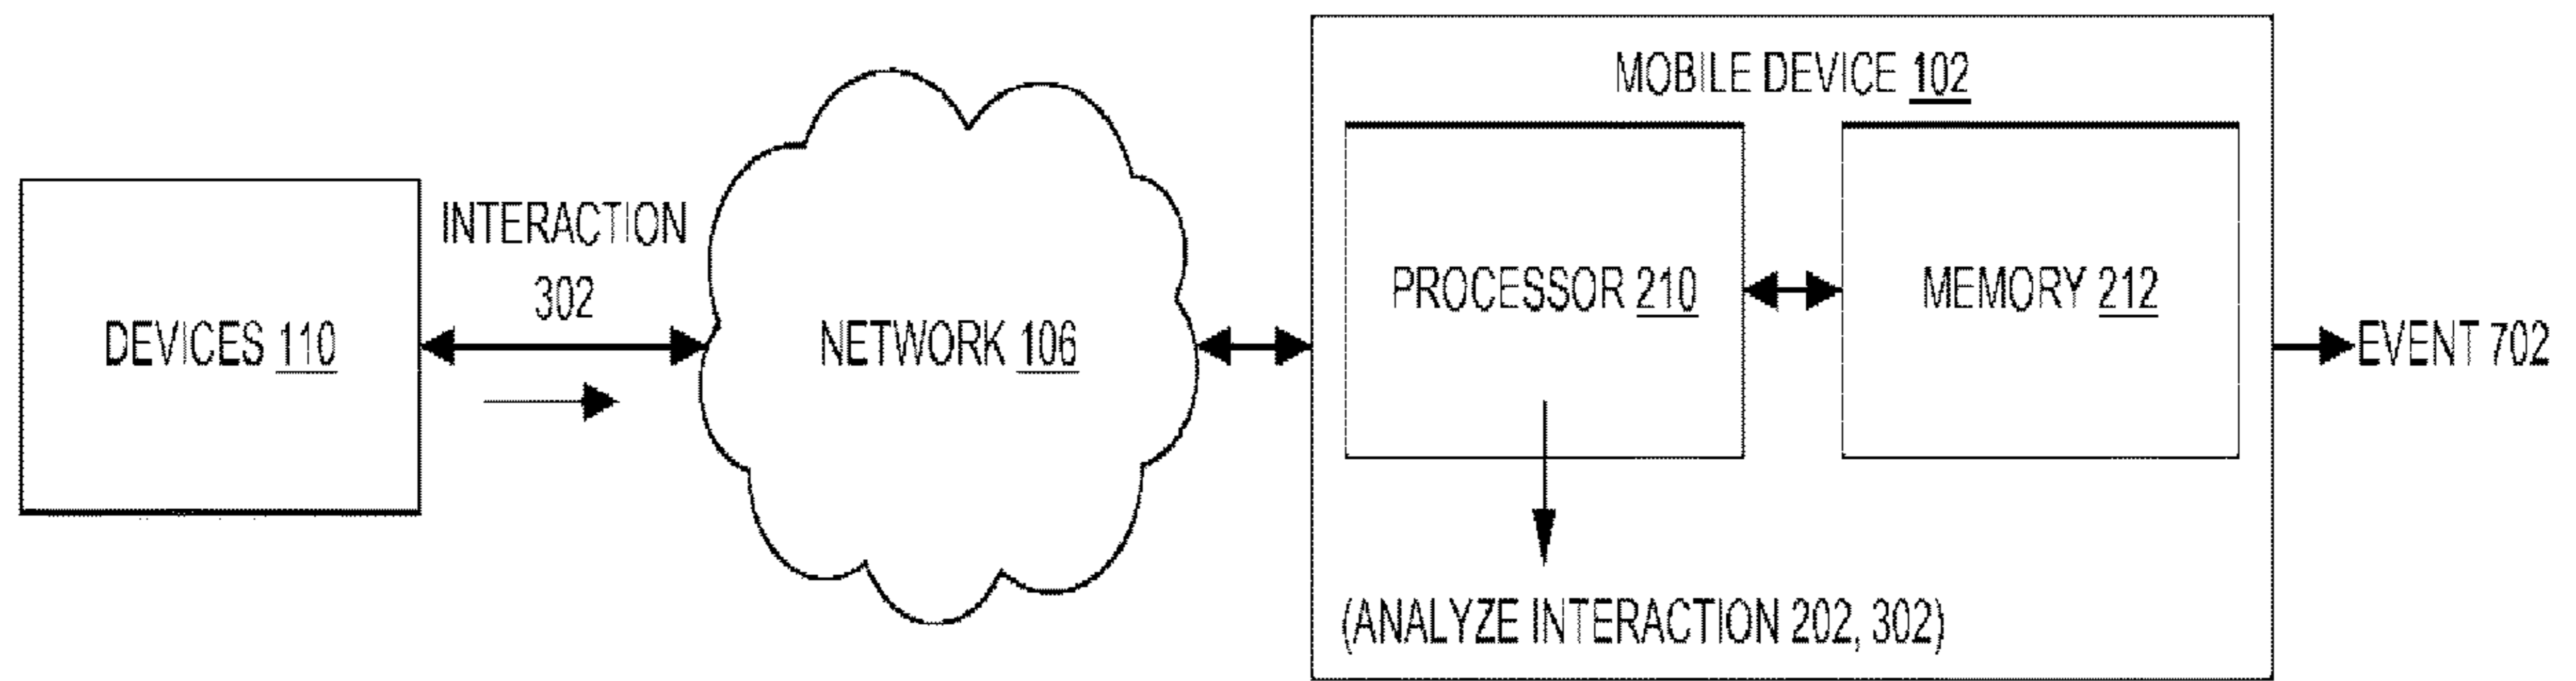 MOBILE DEVICE 102
INTERACTION
302
DEVICES 110
NETWORK 106
PROCESSOR 210
MEMORY 212
EVENT 702
(ANALYZE INTERACTION 202, 302)